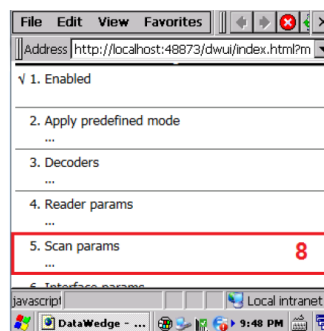 File Edit View Favorites
Address http://localhost:48873/dwui/index.html?m
√ 1. Enabled
2. Apply predefined mode
...
3. Decoders
...
4. Reader params
...
5. Scan params
...
8
6. Interface params
javascript Local intranet
DataWedge - ... 9:48 PM